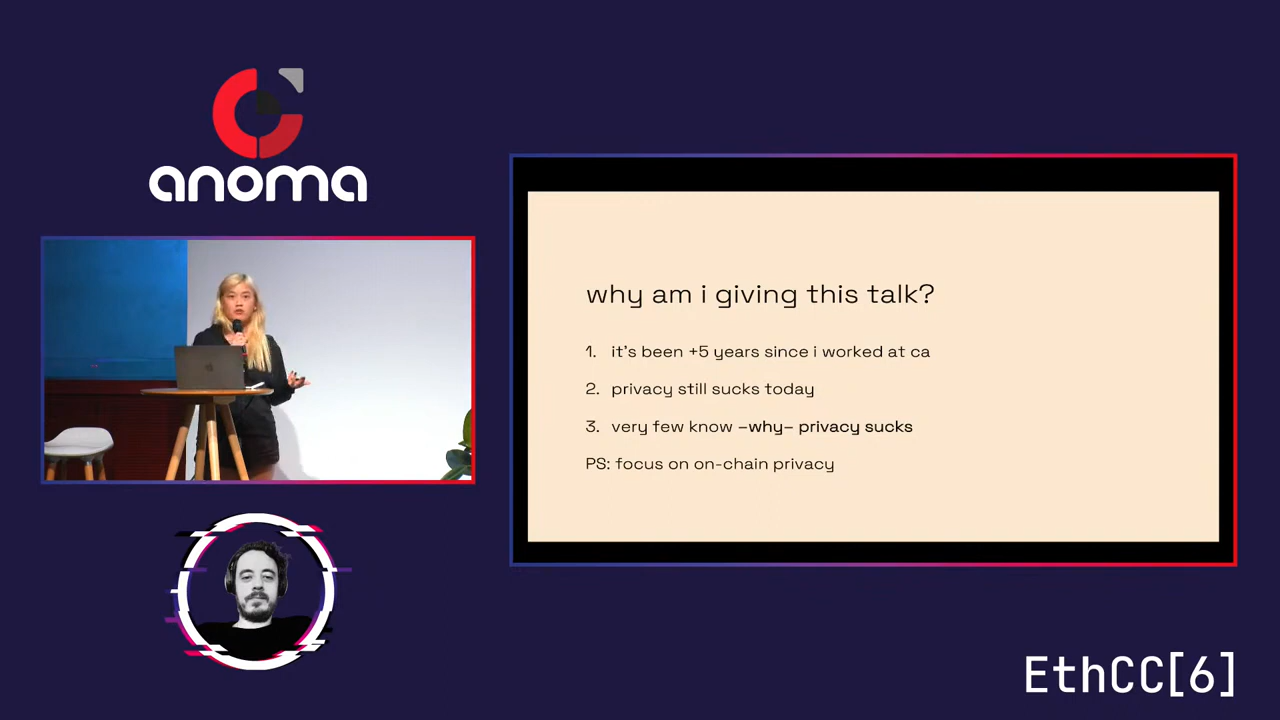 anoma
why am i giving this talk?
1. it's been +5 years since i worked at ca
2. privacy still sucks today
3. very few know –why– privacy sucks
PS: focus on on-chain privacy
EthCC[6]